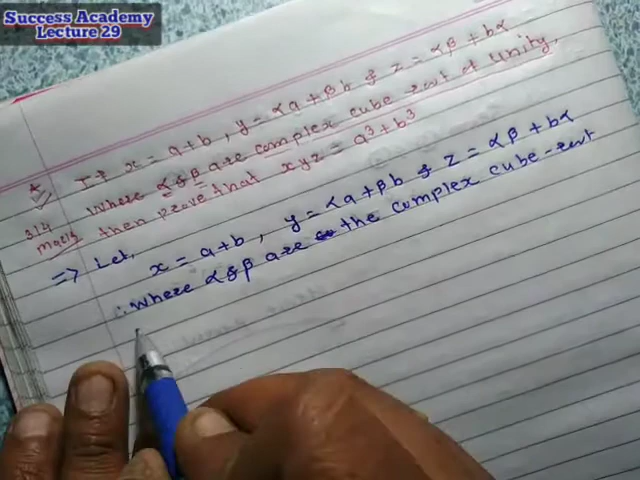 Success Academy
Lecture 29
If x = a+b, y = αa + βb & z = αβ + bα
where α & β are complex cube root of unity,
then prove that xyz = a³ + b³
3/4
Marks
=> Let,
x = a+b, y = αa + βb & z = αβ + bα
∴ where α & β are the complex cube-root